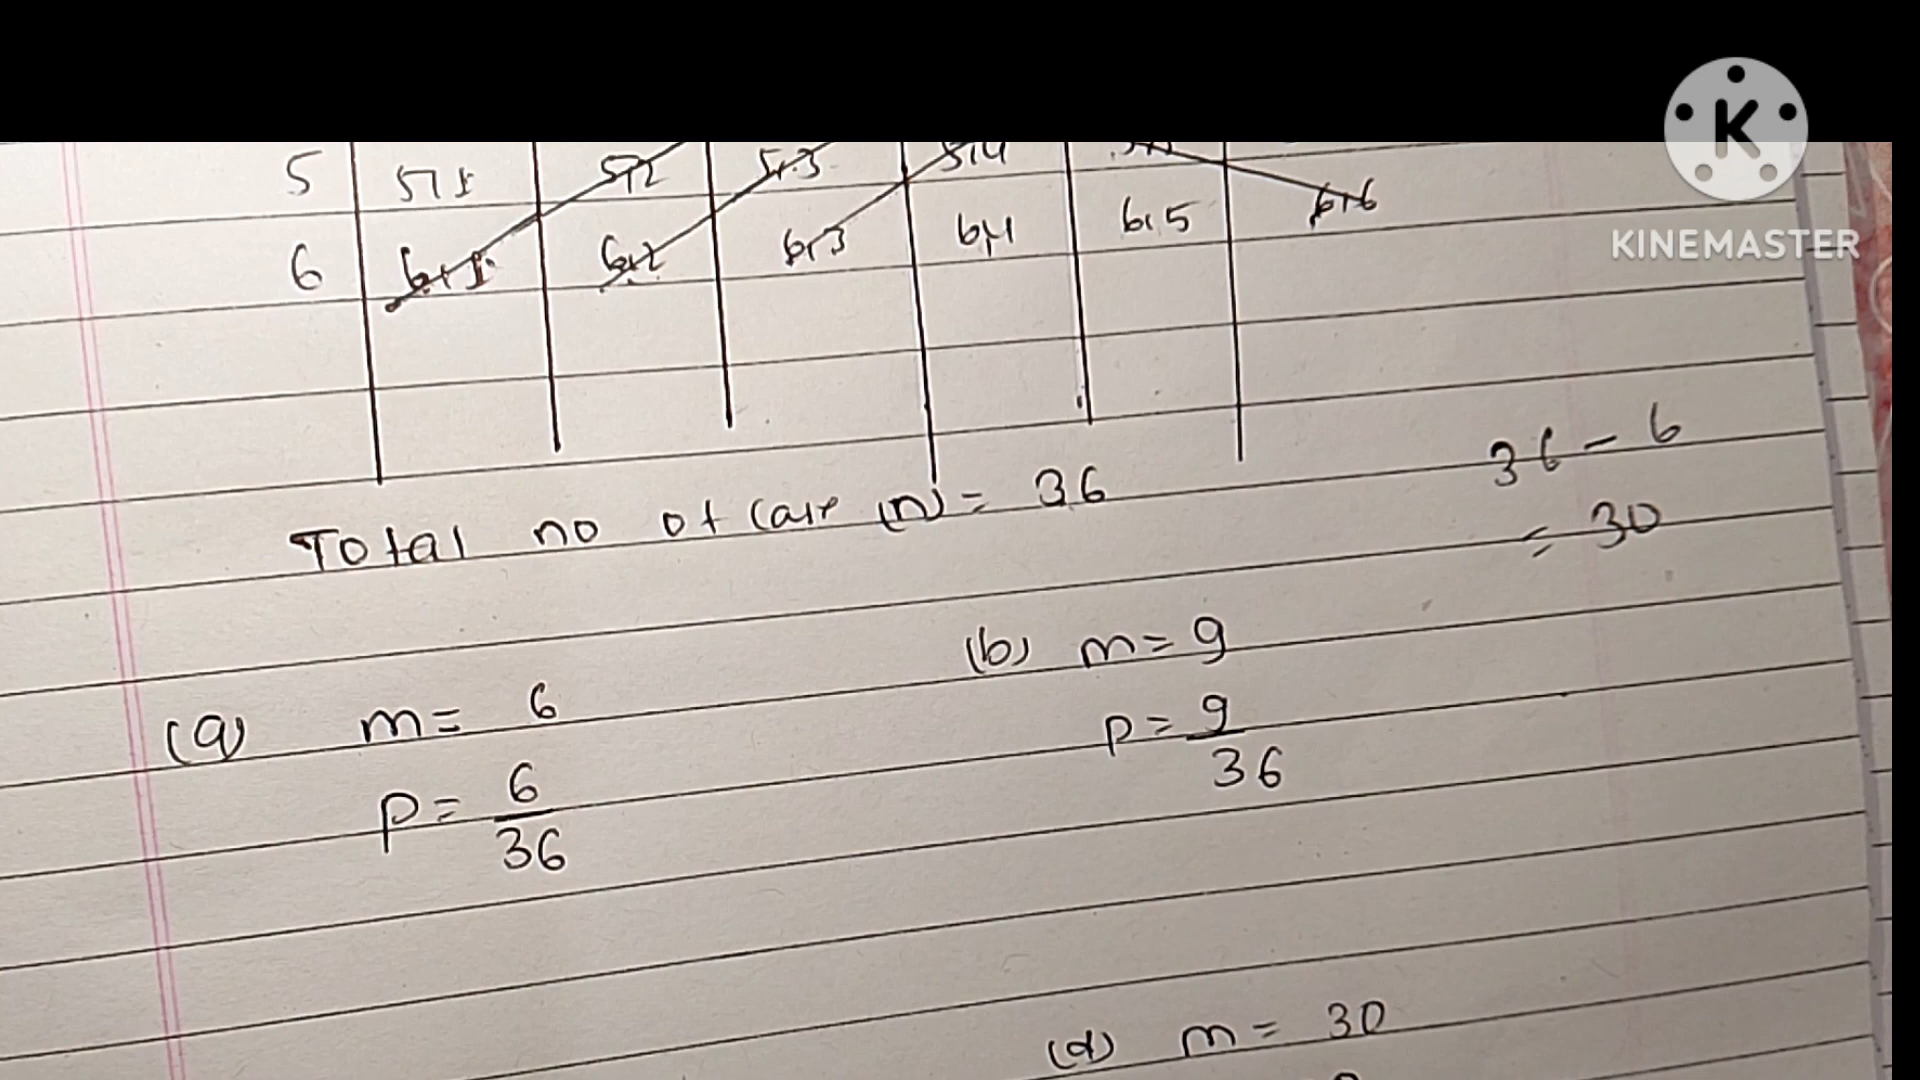 5 5,1 5,2 5,3 5,4
6 6,1 6,2 6,3 6,4 6,5 6,6
KINEMASTER
Total no of case (n) = 36
36 - 6
= 30
(a) m = 6
p = 6/36
(b) m = 9
p = 9/36
(d) m = 30